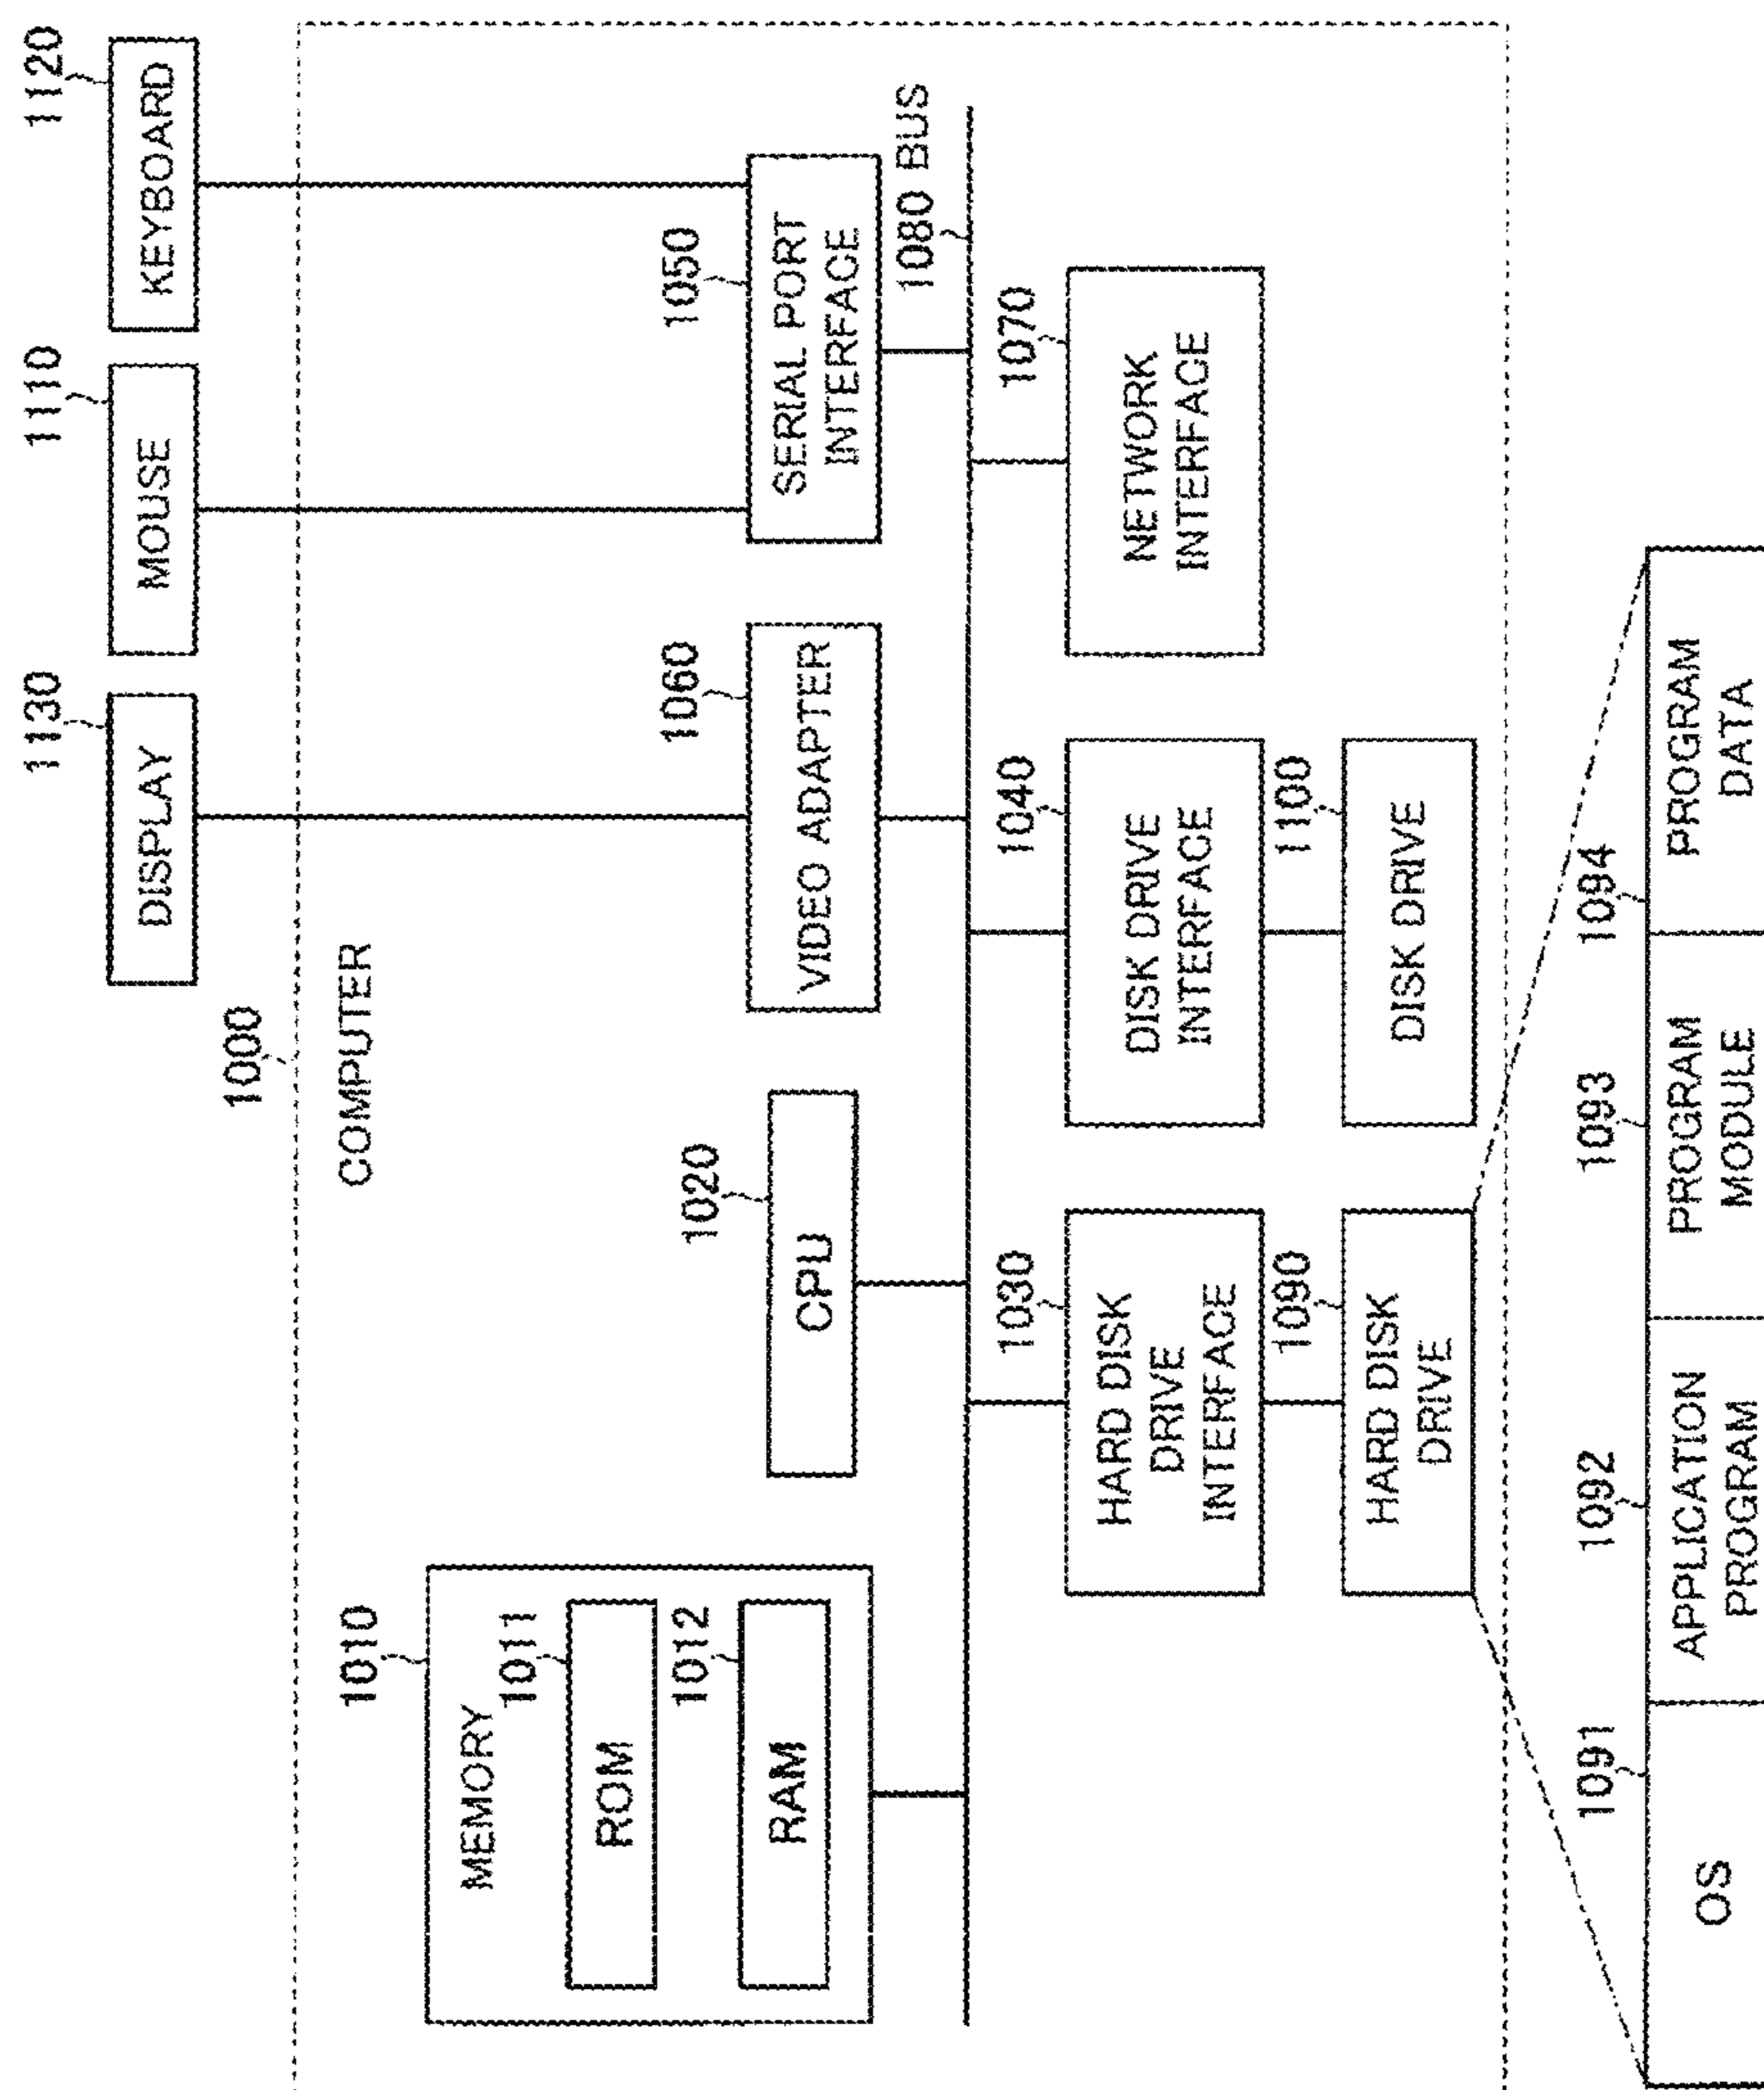 1130
1110
1120
DISPLAY
MOUSE
KEYBOARD
1000
COMPUTER
1010
MEMORY
1011
ROM
1012
RAM
1020
CPU
1060
VIDEO ADAPTER
1050
SERIAL PORT
INTERFACE
1080 BUS
1030
HARD DISK
DRIVE
INTERFACE
1040
DISK DRIVE
INTERFACE
1070
NETWORK
INTERFACE
1090
HARD DISK
DRIVE
1100
DISK DRIVE
1091
OS
1092
APPLICATION
PROGRAM
1093
PROGRAM
MODULE
1094
PROGRAM
DATA